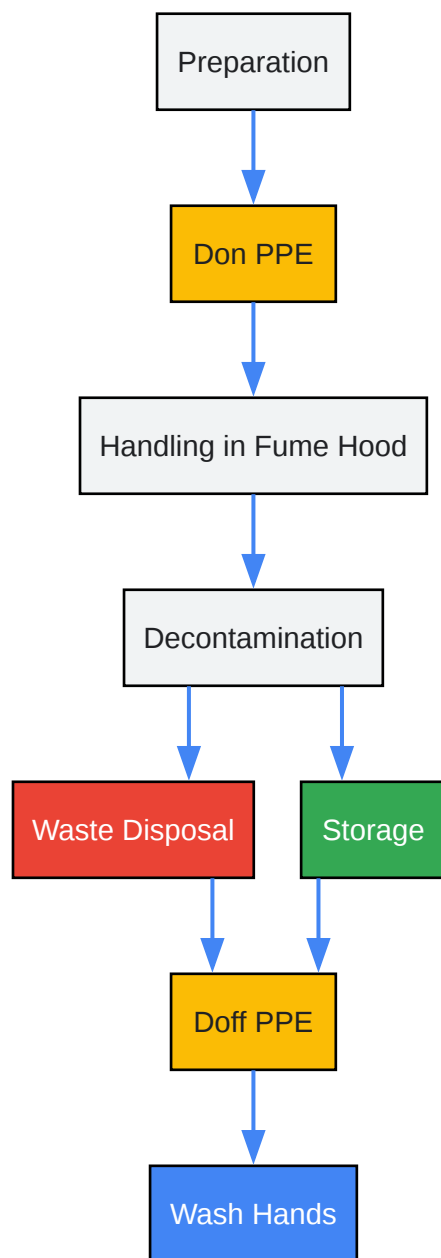 Preparation
Don PPE
Handling in Fume Hood
Decontamination
Waste Disposal
Storage
Doff PPE
Wash Hands